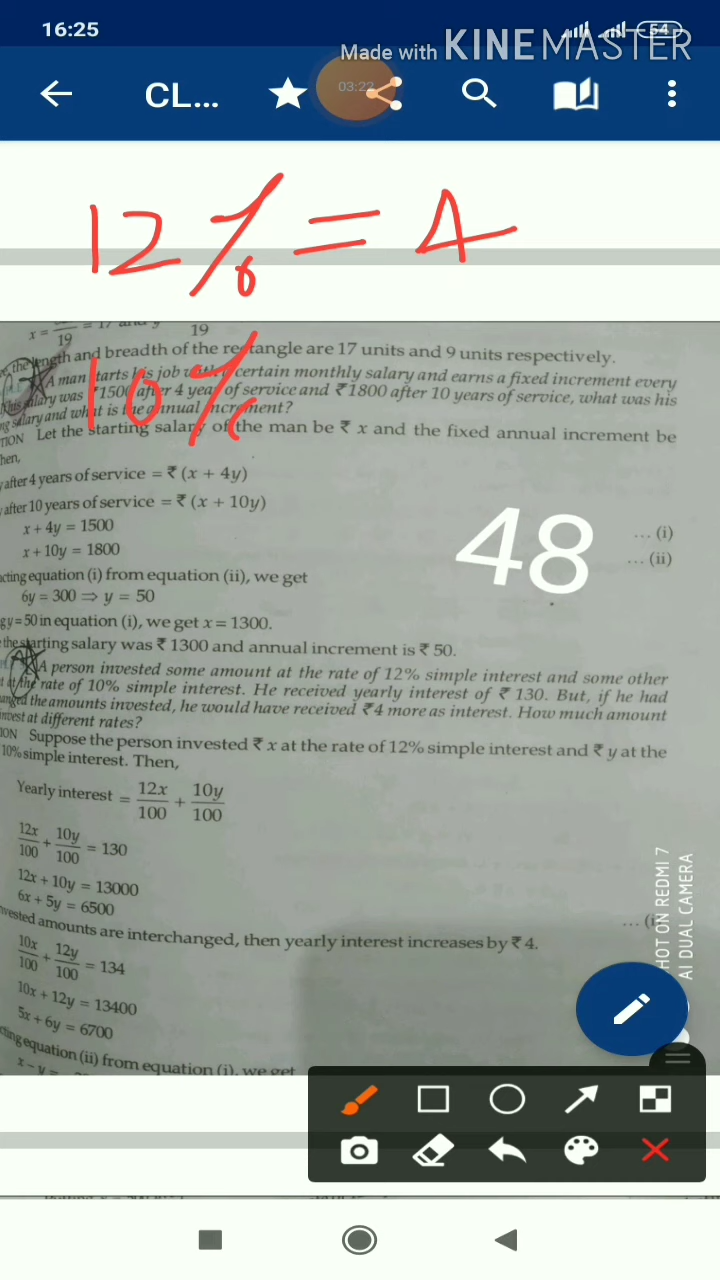 16:25
54
Made with KINEMASTER
CL...
03:22
12% = 4
10%
19
19
the length and breadth of the rectangle are 17 units and 9 units respectively.
A man starts his job with certain monthly salary and earns a fixed increment every
salary was ₹1500 after 4 year of service and ₹1800 after 10 years of service, what was his
salary and what is the annual increment?
Let the starting salary of the man be ₹ x and the fixed annual increment be
after 4 years of service = ₹ (x + 4y)
after 10 years of service = ₹ (x + 10y)
x + 4y = 1500 ... (i)
x + 10y = 1800 ... (ii)
48
equation (i) from equation (ii), we get
6y = 300 ⇒ y = 50
y = 50 in equation (i), we get x = 1300.
the starting salary was ₹ 1300 and annual increment is ₹ 50.
A person invested some amount at the rate of 12% simple interest and some other
at the rate of 10% simple interest. He received yearly interest of ₹ 130. But, if he had
the amounts invested, he would have received ₹4 more as interest. How much amount
invest at different rates?
Suppose the person invested ₹ x at the rate of 12% simple interest and ₹ y at the
10% simple interest. Then,
Yearly interest = 12x/100 + 10y/100
12x/100 + 10y/100 = 130
12x + 10y = 13000
6x + 5y = 6500
amounts are interchanged, then yearly interest increases by ₹ 4.
10x/100 + 12y/100 = 134
10x + 12y = 13400
5x + 6y = 6700
equation (ii) from equation (i), we get
x - y =
SHOT ON REDMI 7
AI DUAL CAMERA